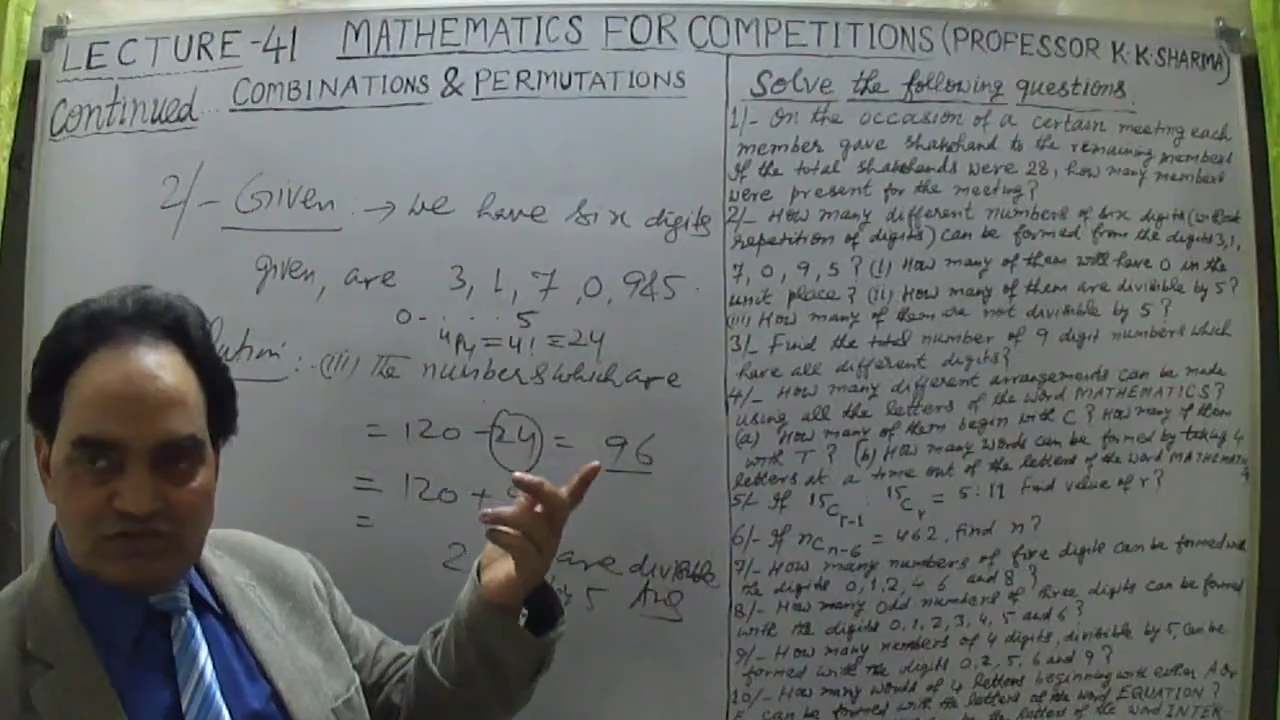 LECTURE-41 MATHEMATICS FOR COMPETITIONS (PROFESSOR K.K.SHARMA)
Continued... COMBINATIONS & PERMUTATIONS
2/- Given → We have six digits
given, are 3, 1, 7, 0, 9&5.
0- . . . . 5
⁴P₄ = 4! = 24
lution: (iii) The numbers which are
= 120 - 24 = 96
= 120 +
=
2 are divisible
5 Ans
Solve the following questions.
1/- On the occasion of a certain meeting each
member gave shakehand to the remaining members
If the total shakehands were 28, how many members
were present for the meeting?
2/- How many different numbers of six digits (without
repetition of digits) can be formed from the digits 3, 1,
7, 0, 9, 5? (i) How many of them will have 0 in the
unit place? (ii) How many of them are divisible by 5?
(iii) How many of them are not divisible by 5?
3/- Find the total number of 9 digit numbers which
have all different digits?
4/- How many different arrangements can be made
using all the letters of the word MATHEMATICS?
(a) How many of them begin with C? How many of them
with T? (b) How many words can be formed by taking 4
letters at a time out of the letters of the word MATHEMATIC
5/- If ¹⁵Cᵣ₋₁ : ¹⁵Cᵣ = 5:11 Find value of r?
6/- If nCₙ₋₆ = 462, find n?
7/- How many numbers of five digits can be formed with
the digits 0, 1, 2, 4 6 and 8?
8/- How many odd numbers of three digits can be formed
with the digits 0, 1, 2, 3, 4, 5 and 6?
9/- How many numbers of 4 digits, divisible by 5, can be
formed with the digits 0, 2, 5, 6 and 9?
10/- How many words of 4 letters beginning with either A or
E can be formed with the letters of the word EQUATION?
the letters of the word INTER-